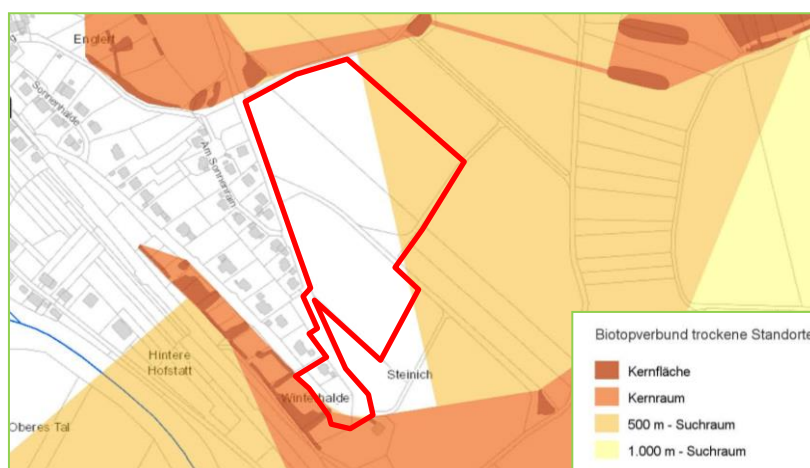 Englert
Sonnenhalde
Am Sonnenrain
Hintere
Hofstatt
Steinich
Winterhalde
Oberes Tal
Biotopverbund trockene Standorte
Kernfläche
Kernraum
500 m - Suchraum
1.000 m - Suchraum